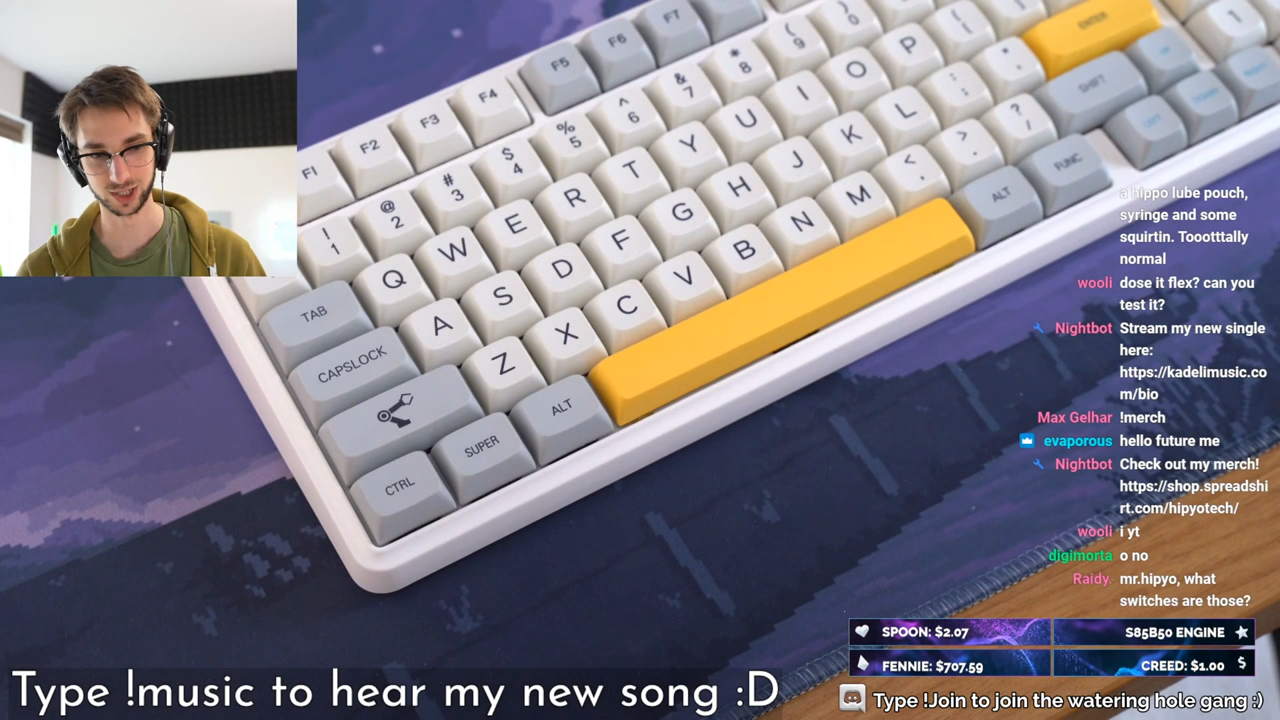 F1 F2 F3 F4 F5 F6 F7
! 1 @ 2 # 3 $ 4 % 5 ^ 6 & 7 * 8 ( 9
TAB Q W E R T Y U I O P
ENTER
CAPSLOCK A S D F G H J K L : ;
Z X C V B N M < , > . ? / SHIFT
CTRL SUPER ALT ALT FUNC
a hippo lube pouch,
syringe and some
squirtin. Toootttally
normal
wooli dose it flex? can you
test it?
Nightbot Stream my new single
here:
https://kadelimusic.co
m/bio
Max Gelhar !merch
evaporous hello future me
Nightbot Check out my merch!
https://shop.spreadshi
rt.com/hipyotech/
wooli i yt
digimorta o no
Raidy. mr.hipyo, what
switches are those?
SPOON: $2.07 S85B50 ENGINE
FENNIE: $707.59 CREED: $1.00 $
Type !music to hear my new song :D
Type !Join to join the watering hole gang :)